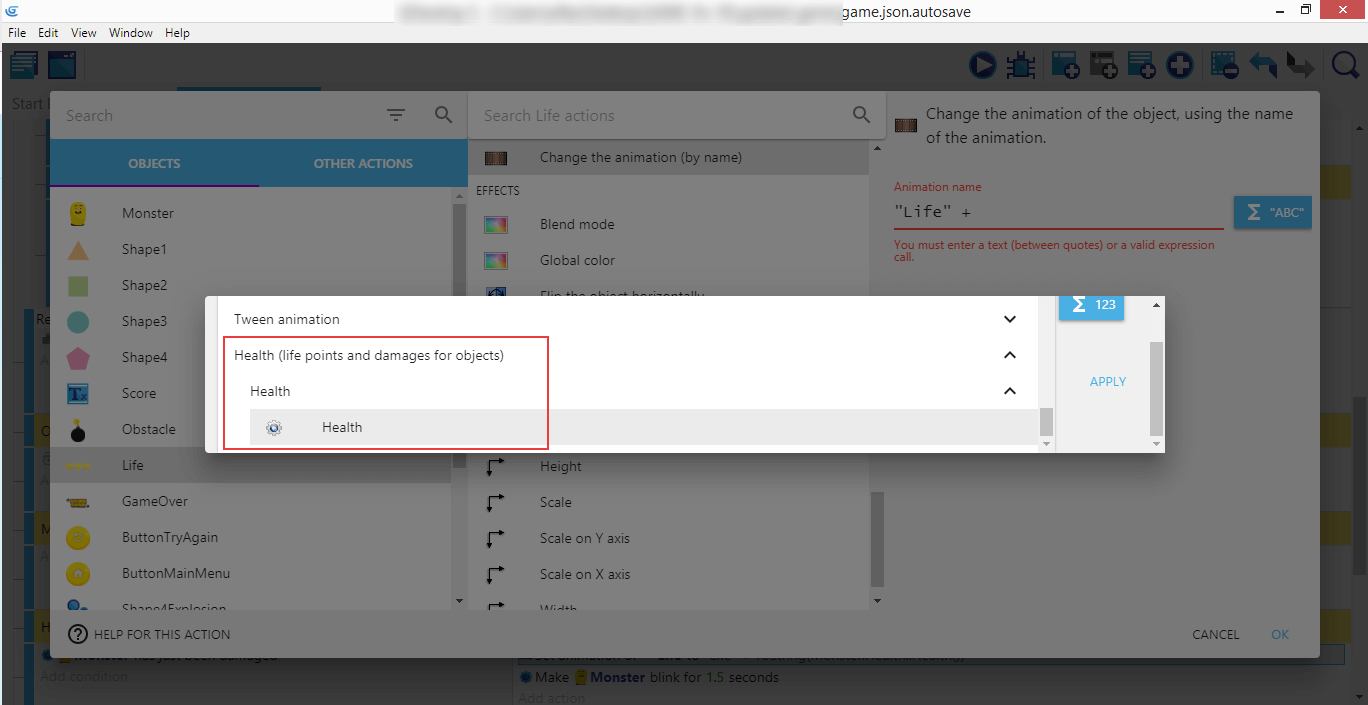 game.json.autosave
File Edit View Window Help
Start
Search
Search Life actions
Change the animation of the object, using the name
of the animation.
OBJECTS
OTHER ACTIONS
Change the animation (by name)
EFFECTS
Animation name
"Life" +
Σ "ABC"
You must enter a text (between quotes) or a valid expression
call.
Monster
Shape1
Shape2
Shape3
Shape4
Score
Obstacle
Life
GameOver
ButtonTryAgain
ButtonMainMenu
Shape4Explosion
Blend mode
Global color
Flip the object horizontally
Tween animation
Σ 123
Health (life points and damages for objects)
Health
Health
APPLY
Height
Scale
Scale on Y axis
Scale on X axis
Width
HELP FOR THIS ACTION
CANCEL
OK
Monster has just been damaged
Add condition
Make Monster blink for 1.5 seconds
Add action